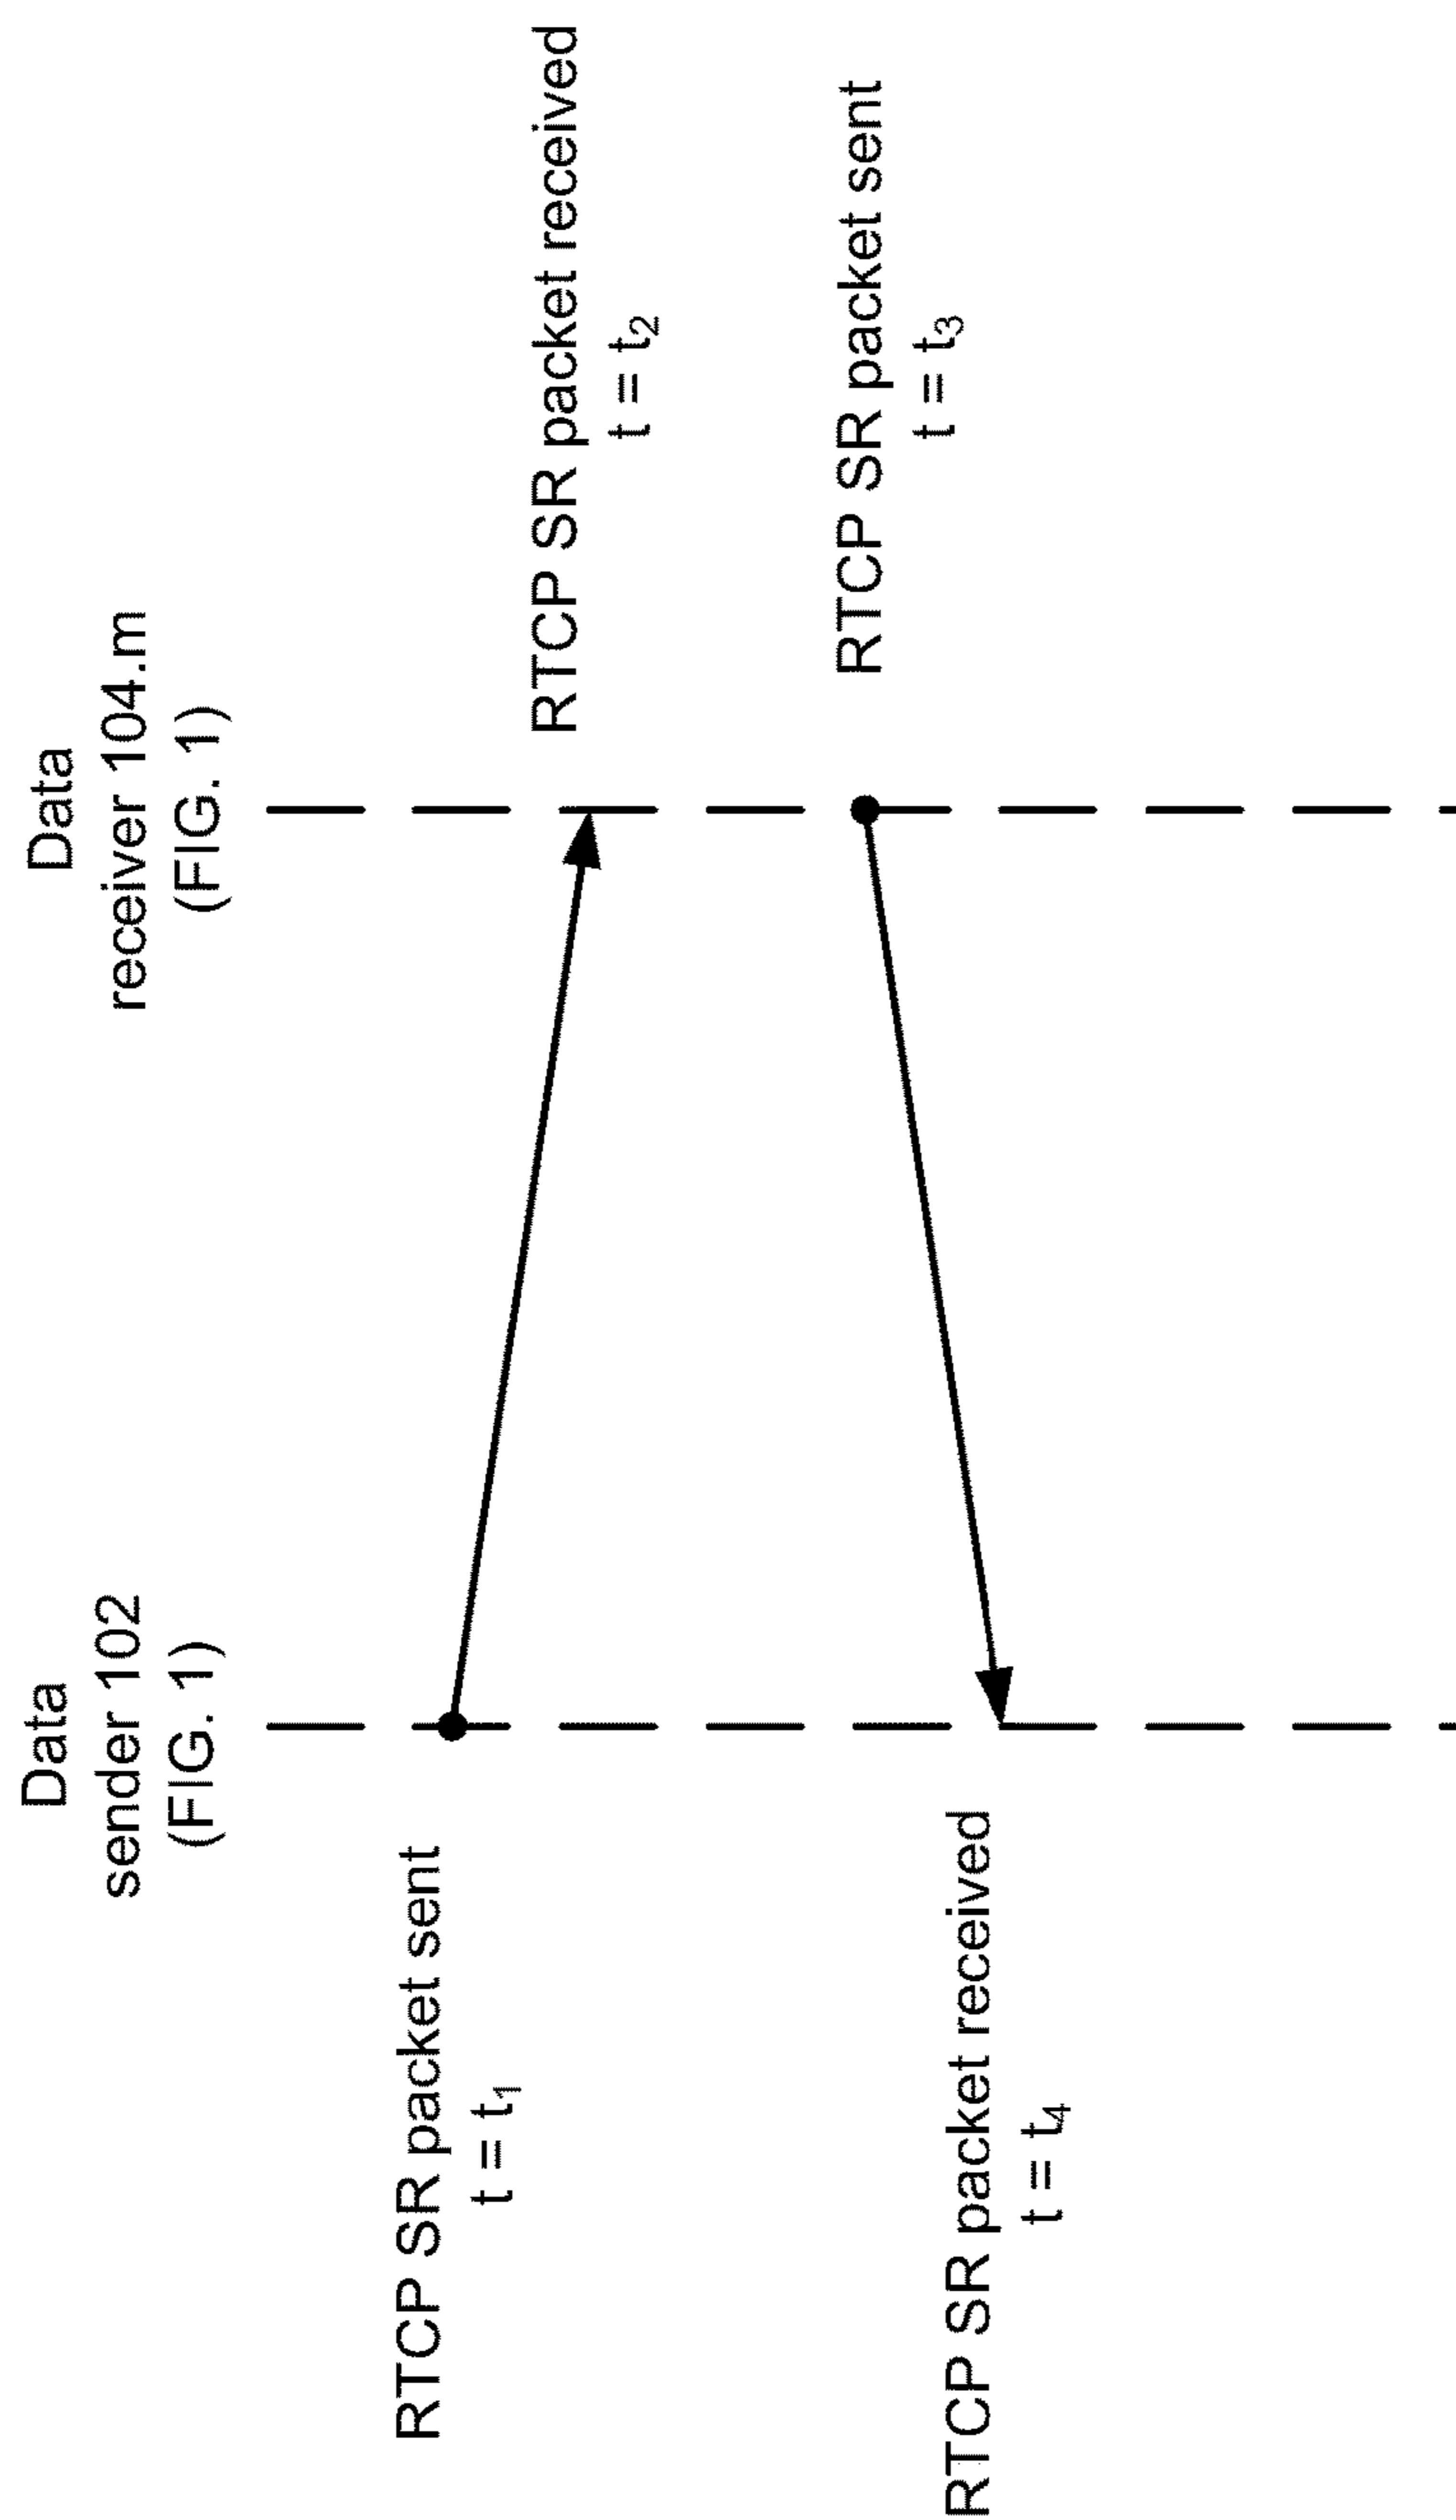 Data
sender 102
(FIG. 1)
Data
receiver 104.m
(FIG. 1)
RTCP SR packet sent
t = t1
RTCP SR packet received
t = t2
RTCP SR packet sent
t = t3
RTCP SR packet received
t = t4